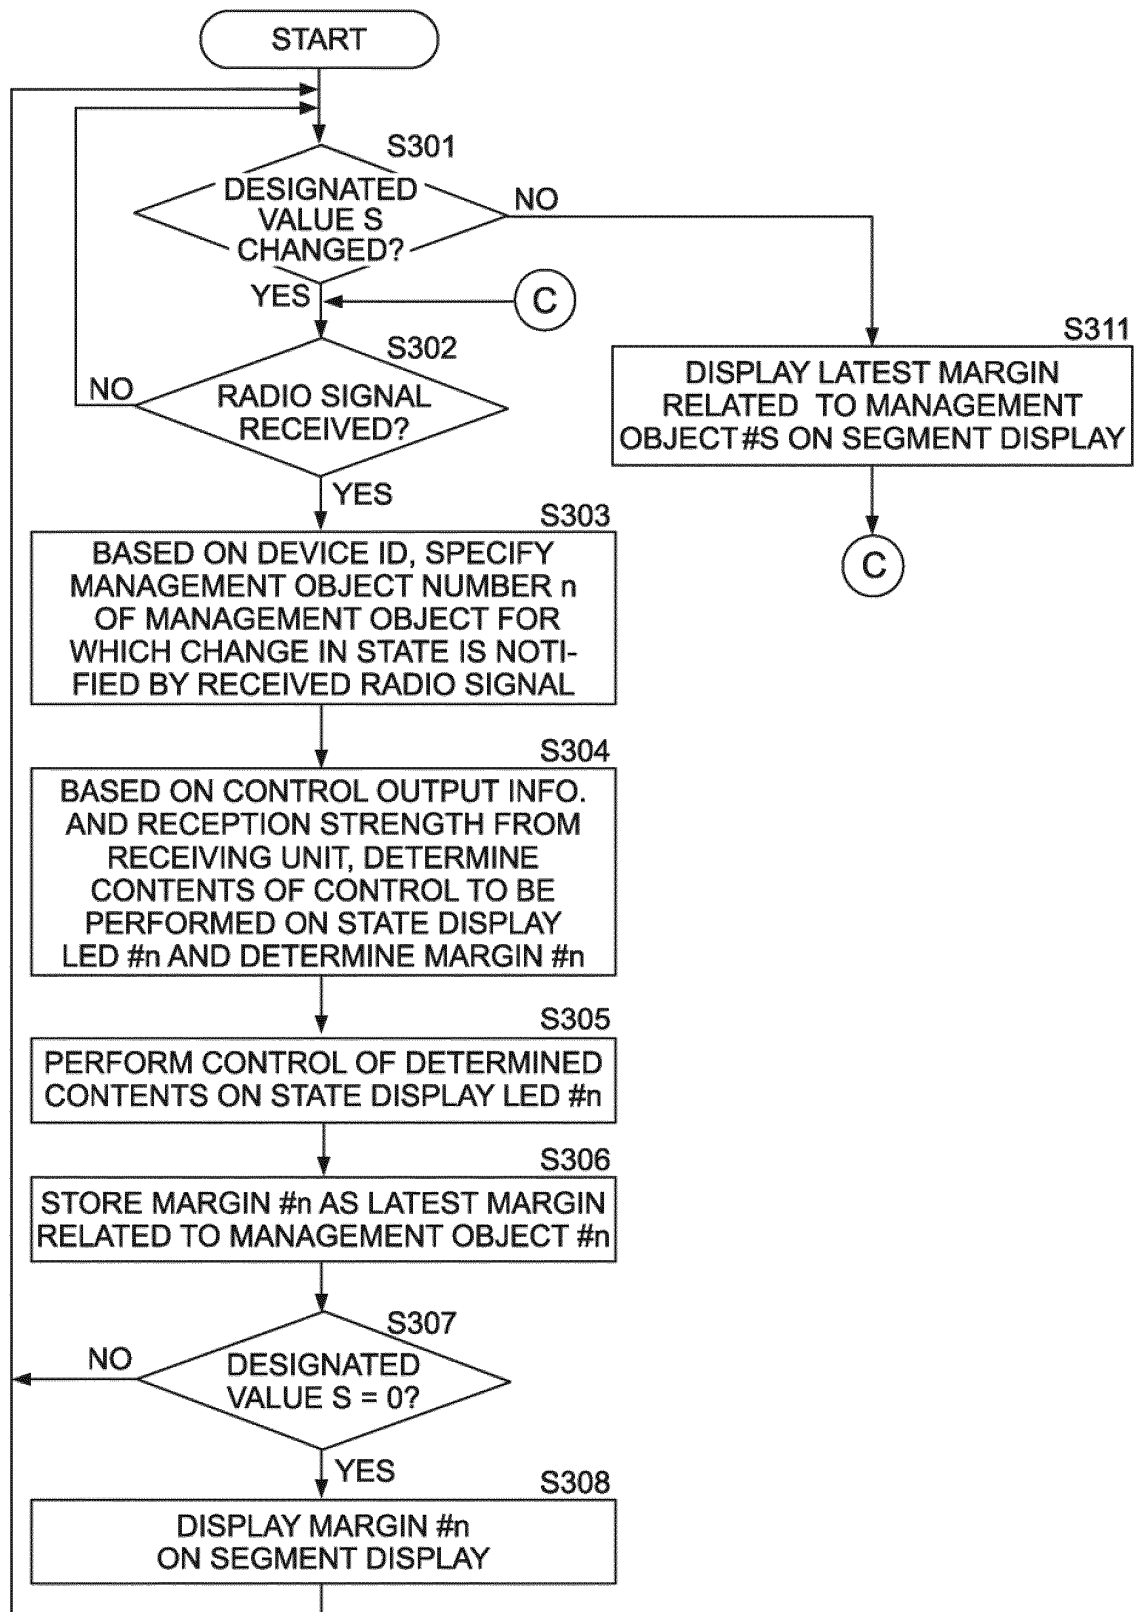 START
S301
DESIGNATED
VALUE S
CHANGED?
NO
YES
C
S302
NO
RADIO SIGNAL
RECEIVED?
YES
S311
DISPLAY LATEST MARGIN
RELATED TO MANAGEMENT
OBJECT#S ON SEGMENT DISPLAY
C
S303
BASED ON DEVICE ID, SPECIFY
MANAGEMENT OBJECT NUMBER n
OF MANAGEMENT OBJECT FOR
WHICH CHANGE IN STATE IS NOTI-
FIED BY RECEIVED RADIO SIGNAL
S304
BASED ON CONTROL OUTPUT INFO.
AND RECEPTION STRENGTH FROM
RECEIVING UNIT, DETERMINE
CONTENTS OF CONTROL TO BE
PERFORMED ON STATE DISPLAY
LED #n AND DETERMINE MARGIN #n
S305
PERFORM CONTROL OF DETERMINED
CONTENTS ON STATE DISPLAY LED #n
S306
STORE MARGIN #n AS LATEST MARGIN
RELATED TO MANAGEMENT OBJECT #n
S307
NO
DESIGNATED
VALUE S = 0?
YES
S308
DISPLAY MARGIN #n
ON SEGMENT DISPLAY